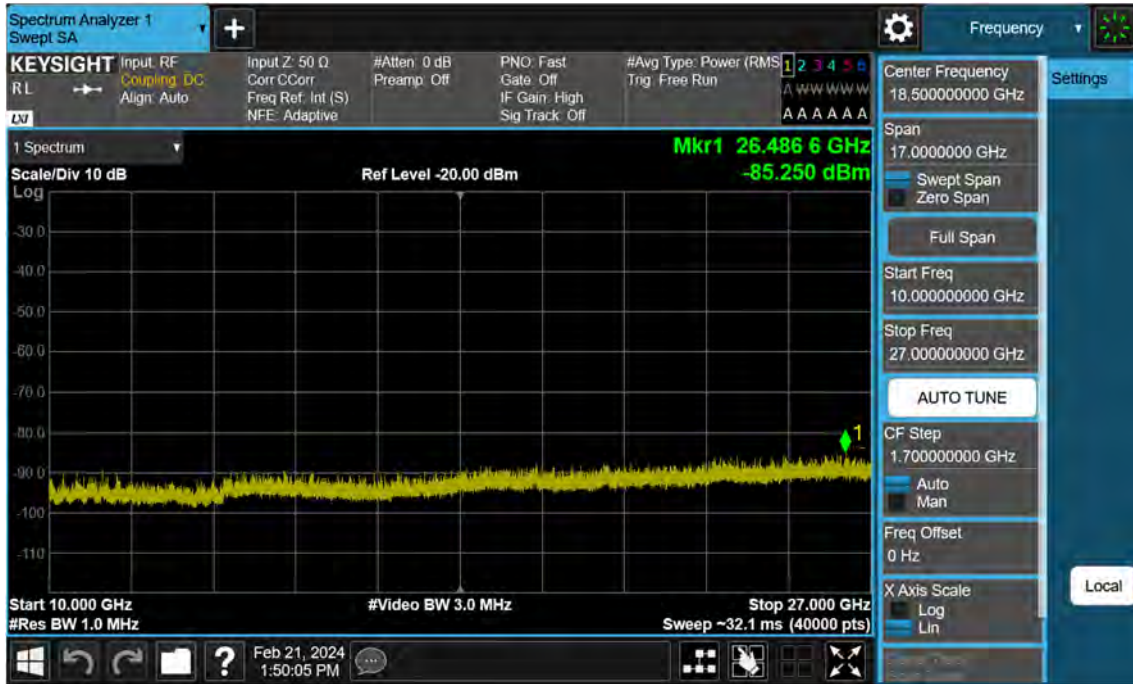 Spectrum Analyzer 1
Swept SA
+
Frequency
KEYSIGHT
RL
LXI
Input: RF
Coupling: DC
Align: Auto
Input Z: 50 Ω
Corr CCorr
Freq Ref: Int (S)
NFE: Adaptive
#Atten: 0 dB
Preamp: Off
PNO: Fast
Gate: Off
IF Gain: High
Sig Track: Off
#Avg Type: Power (RMS
Trig: Free Run
1 2 3 4 5 6
A W W W W W
A A A A A A
1 Spectrum
Scale/Div 10 dB
Ref Level -20.00 dBm
Mkr1 26.486 6 GHz
-85.250 dBm
Log
-30.0
-40.0
-50.0
-60.0
-70.0
-80.0
-90.0
-100
-110
1
Start 10.000 GHz
#Res BW 1.0 MHz
#Video BW 3.0 MHz
Stop 27.000 GHz
Sweep ~32.1 ms (40000 pts)
Center Frequency
18.500000000 GHz
Settings
Span
17.0000000 GHz
Swept Span
Zero Span
Full Span
Start Freq
10.000000000 GHz
Stop Freq
27.000000000 GHz
AUTO TUNE
CF Step
1.700000000 GHz
Auto
Man
Freq Offset
0 Hz
X Axis Scale
Log
Lin
Local
?
Feb 21, 2024
1:50:05 PM